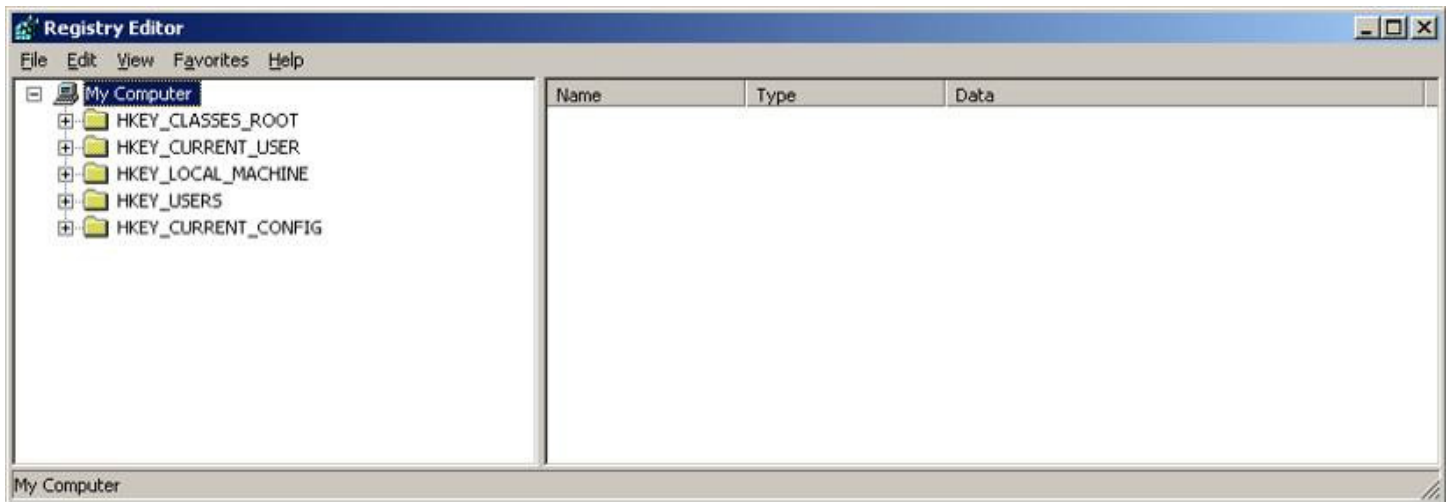 Registry Editor
File Edit View Favorites Help
My Computer
Name Type Data
HKEY_CLASSES_ROOT
HKEY_CURRENT_USER
HKEY_LOCAL_MACHINE
HKEY_USERS
HKEY_CURRENT_CONFIG
My Computer